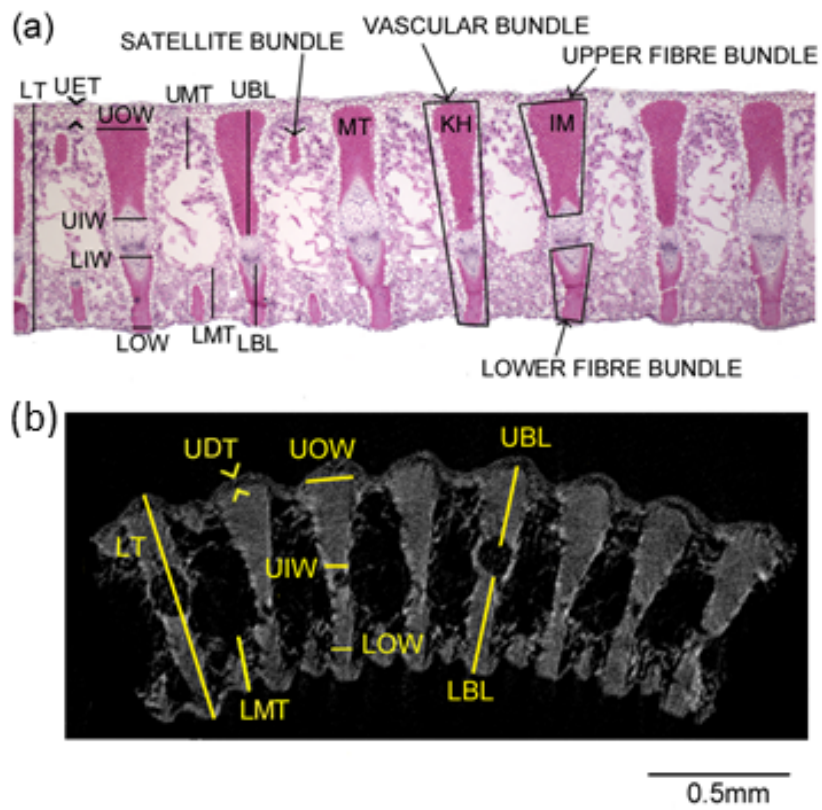 (a)
SATELLITE BUNDLE
VASCULAR BUNDLE
UPPER FIBRE BUNDLE
LT UET UMT UBL
UOW
MT KH IM
UIW
LIW
LOW LMT LBL
LOWER FIBRE BUNDLE
(b)
UDT UOW UBL
LT
UIW
LOW
LMT LBL
0.5mm